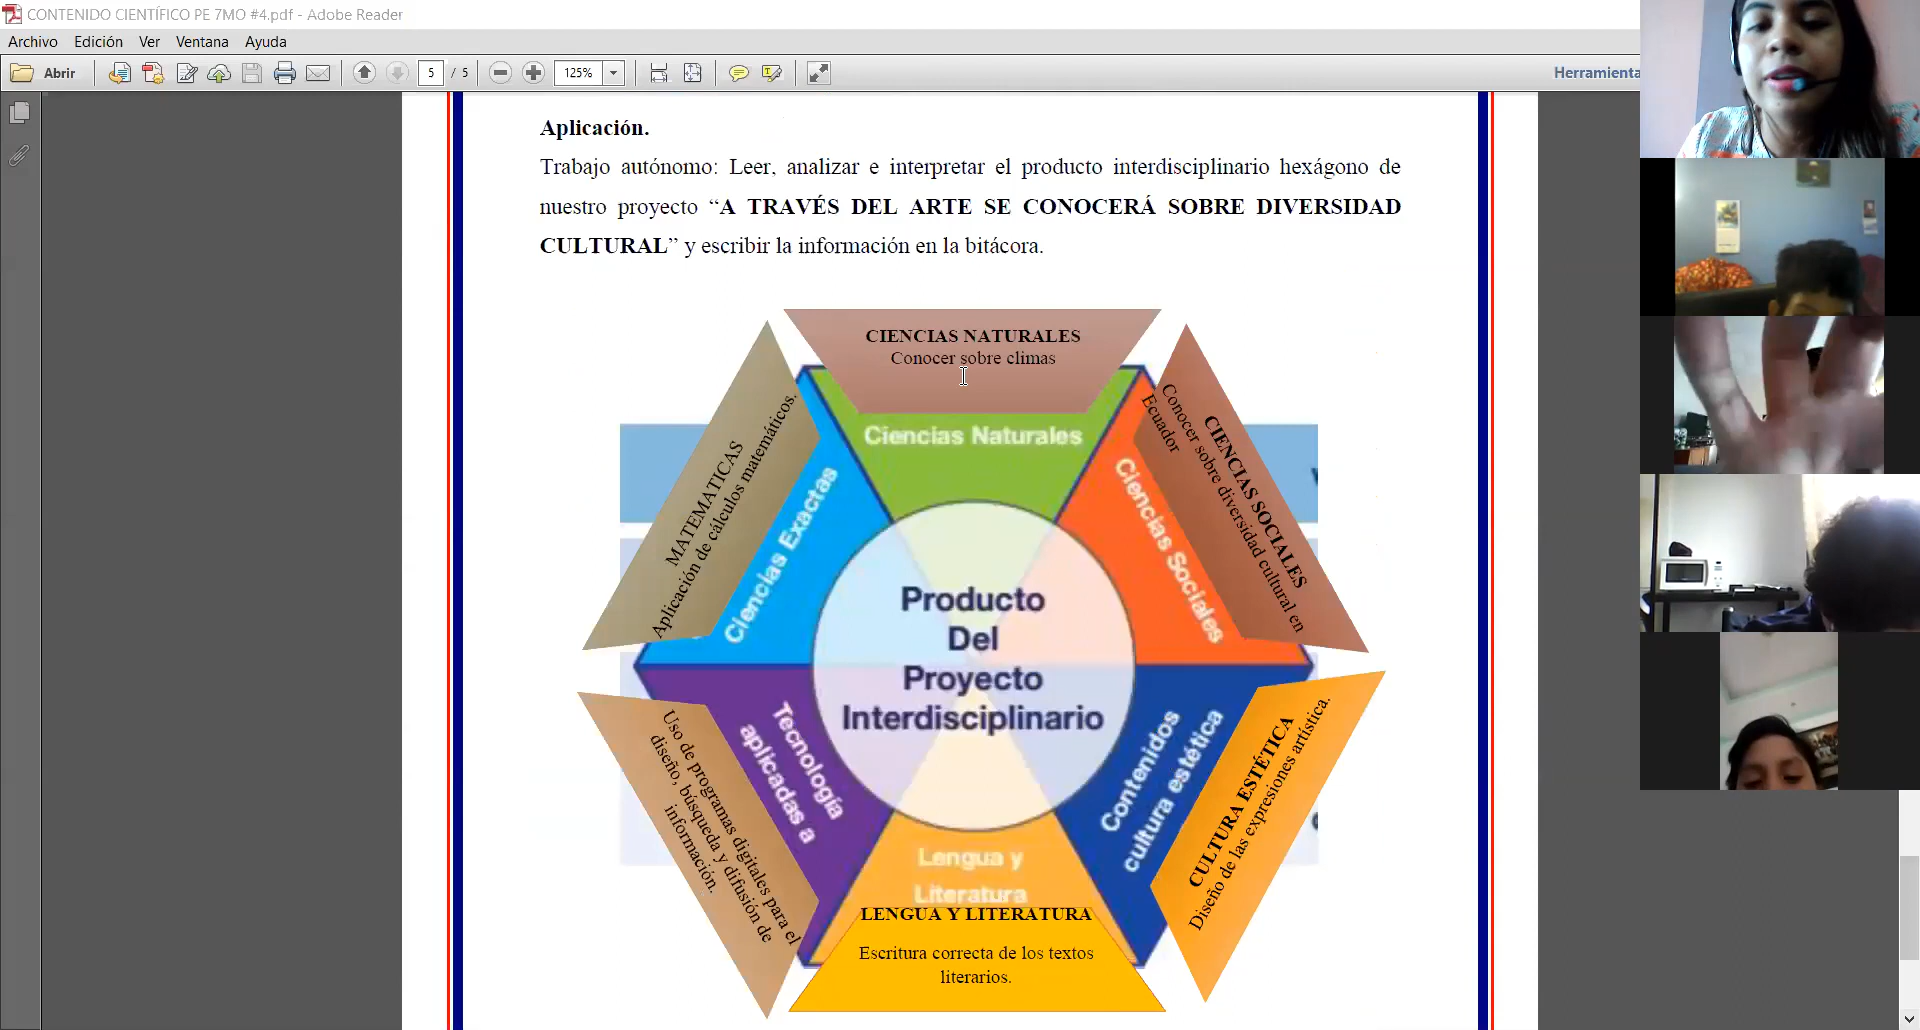 CONTENIDO CIENTÍFICO PE 7MO #4.pdf - Adobe Reader
Archivo Edición Ver Ventana Ayuda
Abrir 5 / 5 125% Herramienta
Aplicación.
Trabajo autónomo: Leer, analizar e interpretar el producto interdisciplinario hexágono de
nuestro proyecto “A TRAVÉS DEL ARTE SE CONOCERÁ SOBRE DIVERSIDAD
CULTURAL” y escribir la información en la bitácora.
CIENCIAS NATURALES
Conocer sobre climas
Ciencias Naturales
MATEMATICAS
Aplicación de cálculos matemáticos.
Ciencias Exactas
CIENCIAS SOCIALES
Conocer sobre diversidad cultural en
Ecuador
Ciencias Sociales
Producto
Del
Proyecto
Interdisciplinario
Uso de programas digitales para el
diseño, búsqueda y difusión de
información.
Tecnología
aplicadas a
Contenidos
cultura estética
CULTURA ESTÉTICA
Diseño de las expresiones artística.
Lengua y
Literatura
LENGUA Y LITERATURA
Escritura correcta de los textos
literarios.